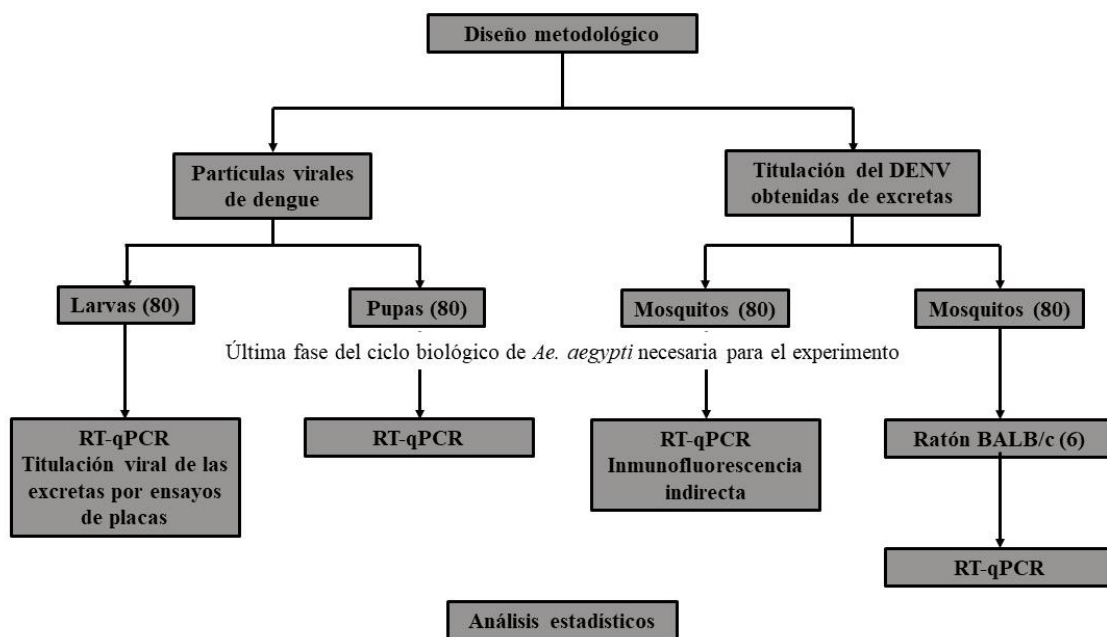 Diseño metodológico
Partículas virales
de dengue
Titulación del DENV
obtenidas de excretas
Larvas (80)
Pupas (80)
Mosquitos (80)
Mosquitos (80)
Última fase del ciclo biológico de Ae. aegypti necesaria para el experimento
RT-qPCR
Titulación viral de las
excretas por ensayos
de placas
RT-qPCR
RT-qPCR
Inmunofluorescencia
indirecta
Ratón BALB/c (6)
RT-qPCR
Análisis estadísticos